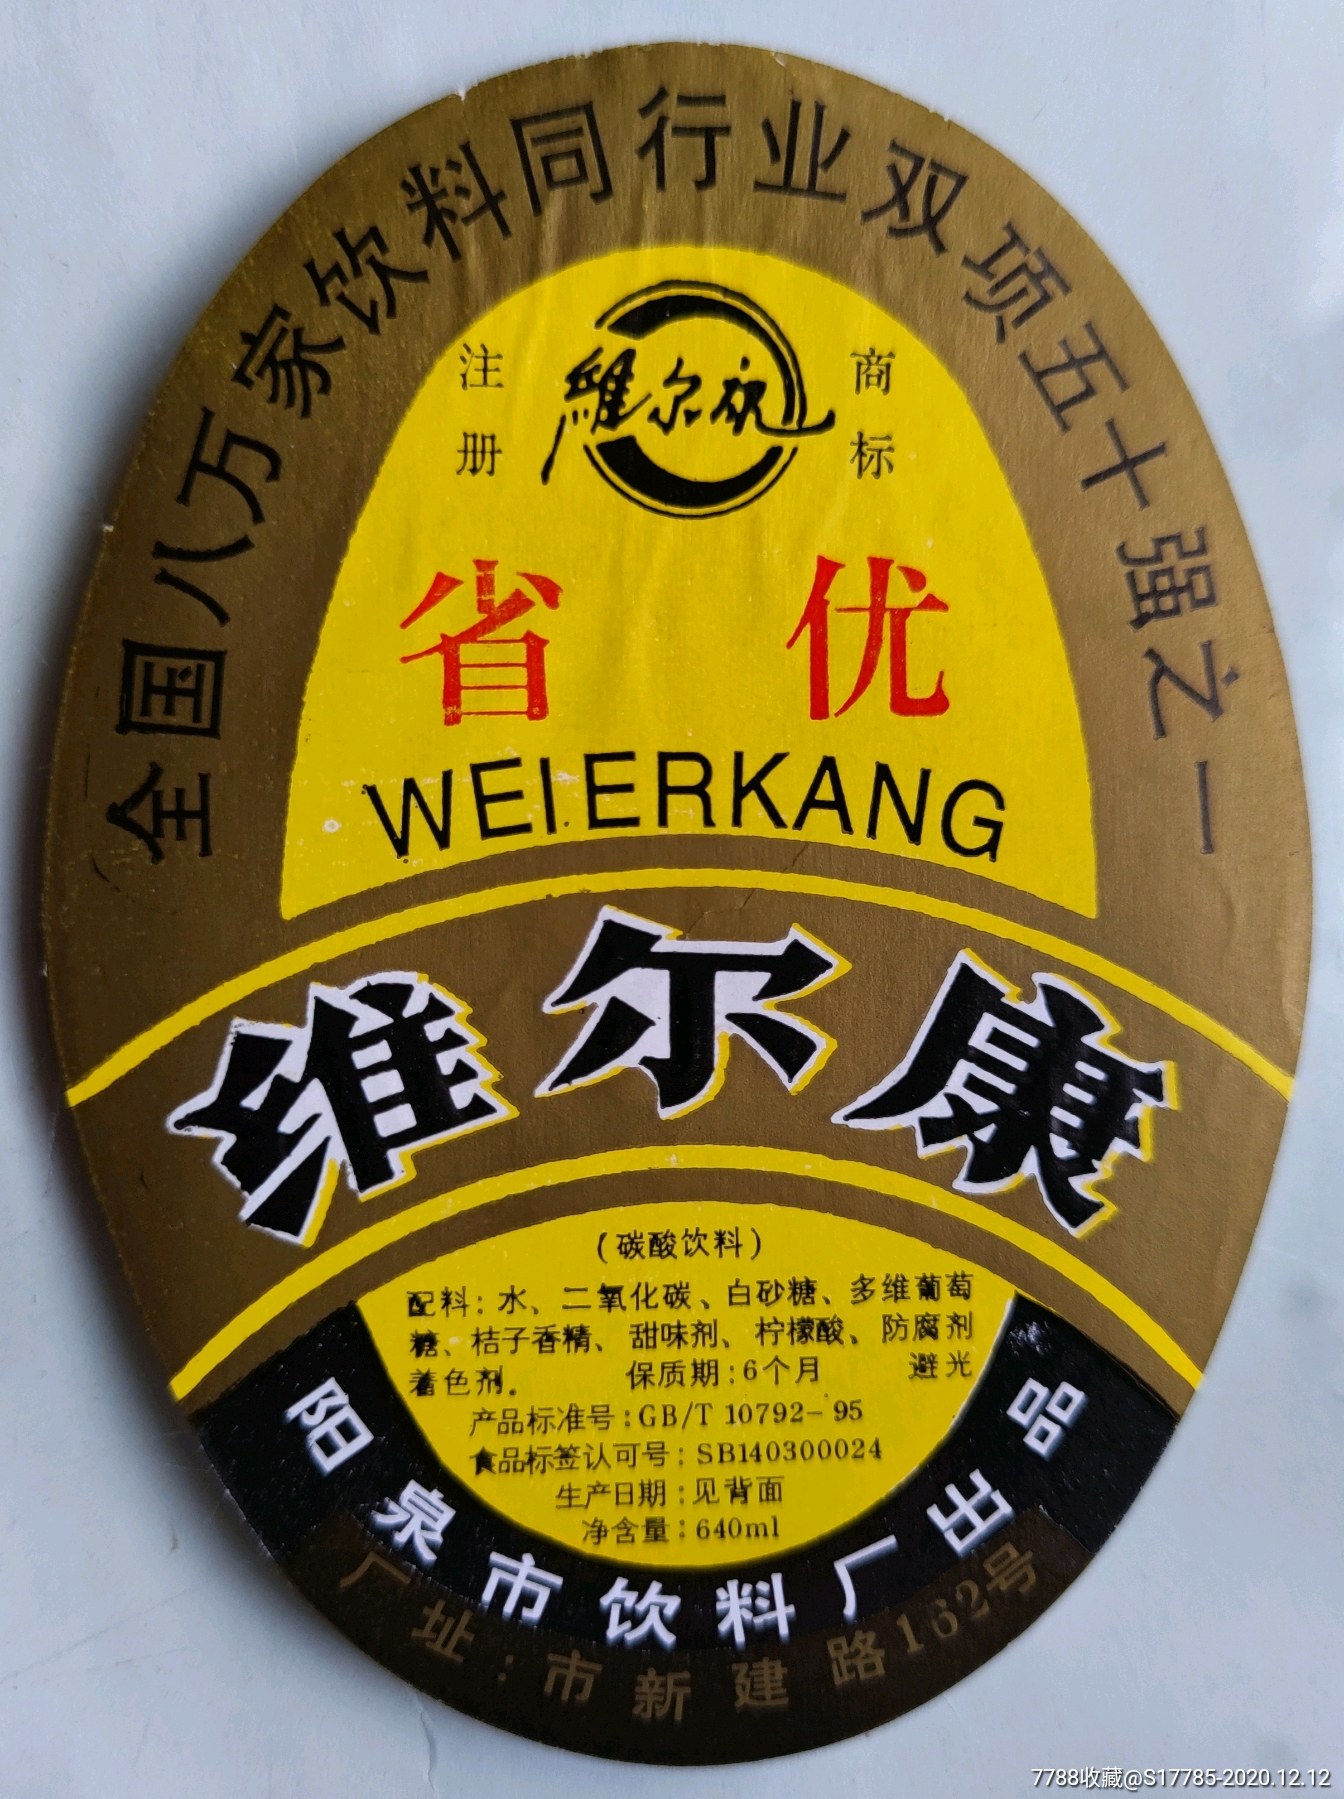 全国八万家饮料同行业双项五十强之一
注册
商标
維尔康
省优
WEIERKANG
维尔康
(碳酸饮料)
配料:水、二氧化碳、白砂糖、多维葡萄
糖、桔子香精、甜味剂、柠檬酸、防腐剂
着色剂。 保质期:6个月 避光
产品标准号:GB/T 10792-95
食品标签认可号:SB140300024
生产日期:见背面
净含量:640ml
阳泉市饮料厂出品
厂址:市新建路162号
7788收藏@S17785-2020.12.12